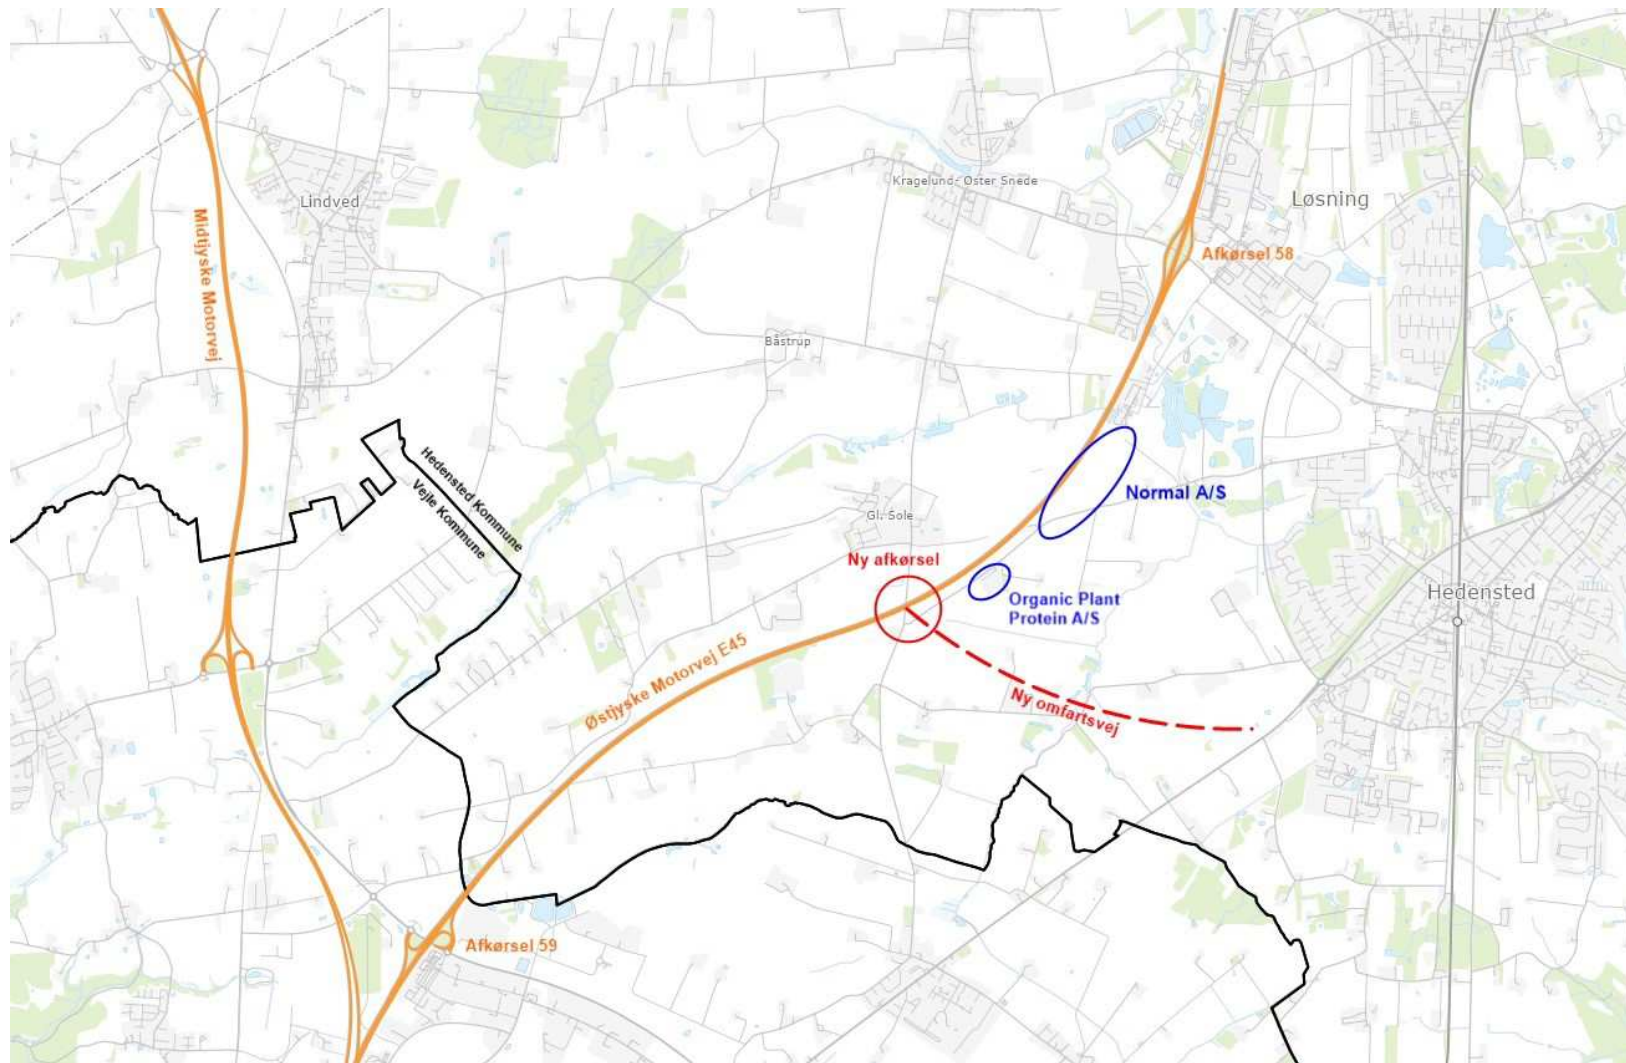 Kragelund- Øster Snede
Løsning
Lindved
Midtjyske Motorvej
Afkørsel 58
Båstrup
Hedensted Kommune
Vejle Kommune
Normal A/S
Gl. Sole
Ny afkørsel
Organic Plant
Protein A/S
Hedensted
Østjyske Motorvej E45
Ny omfartsvej
Afkørsel 59